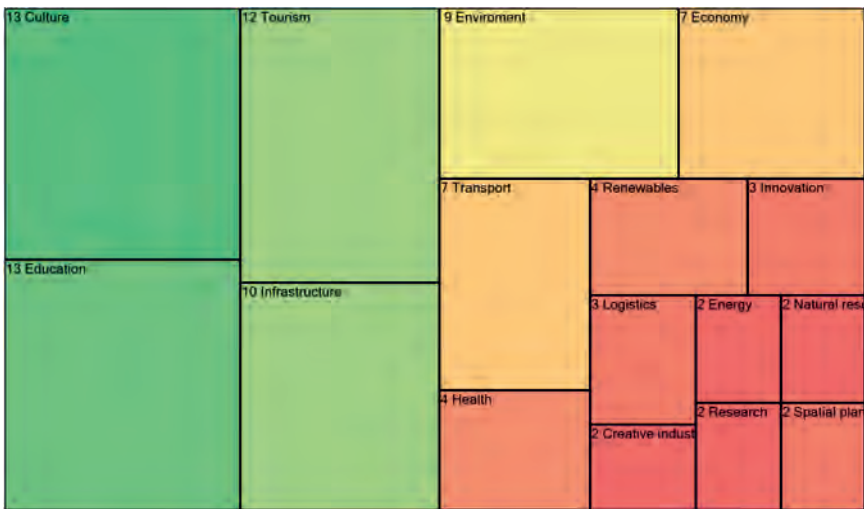 13 Culture
12 Tourism
9 Enviroment
7 Economy
7 Transport
4 Renewables
3 Innovation
13 Education
10 Infrastructure
3 Logistics
2 Energy
2 Natural res
4 Health
2 Creative indust
2 Research
2 Spatial plan